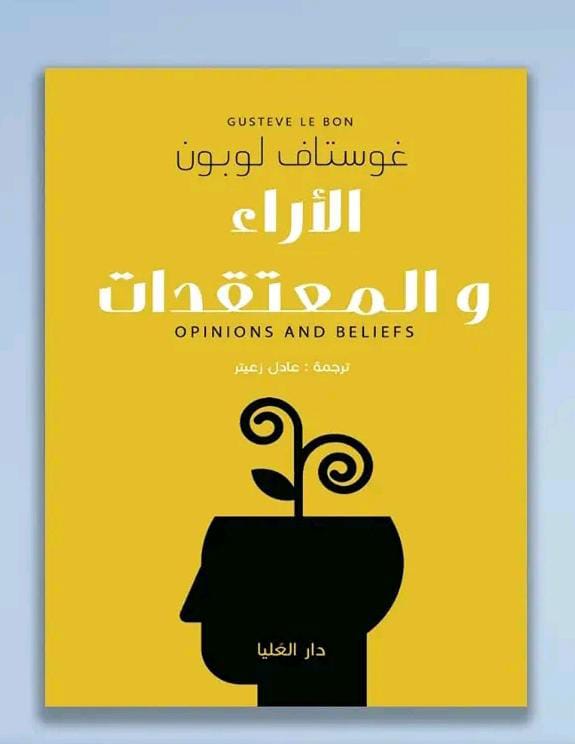 GUSTEVE LE BON
غوستاف لوبون
الأراء
و المعتقدات
OPINIONS AND BELIEFS
ترجمة : عادل زعيتر
دار العُليا